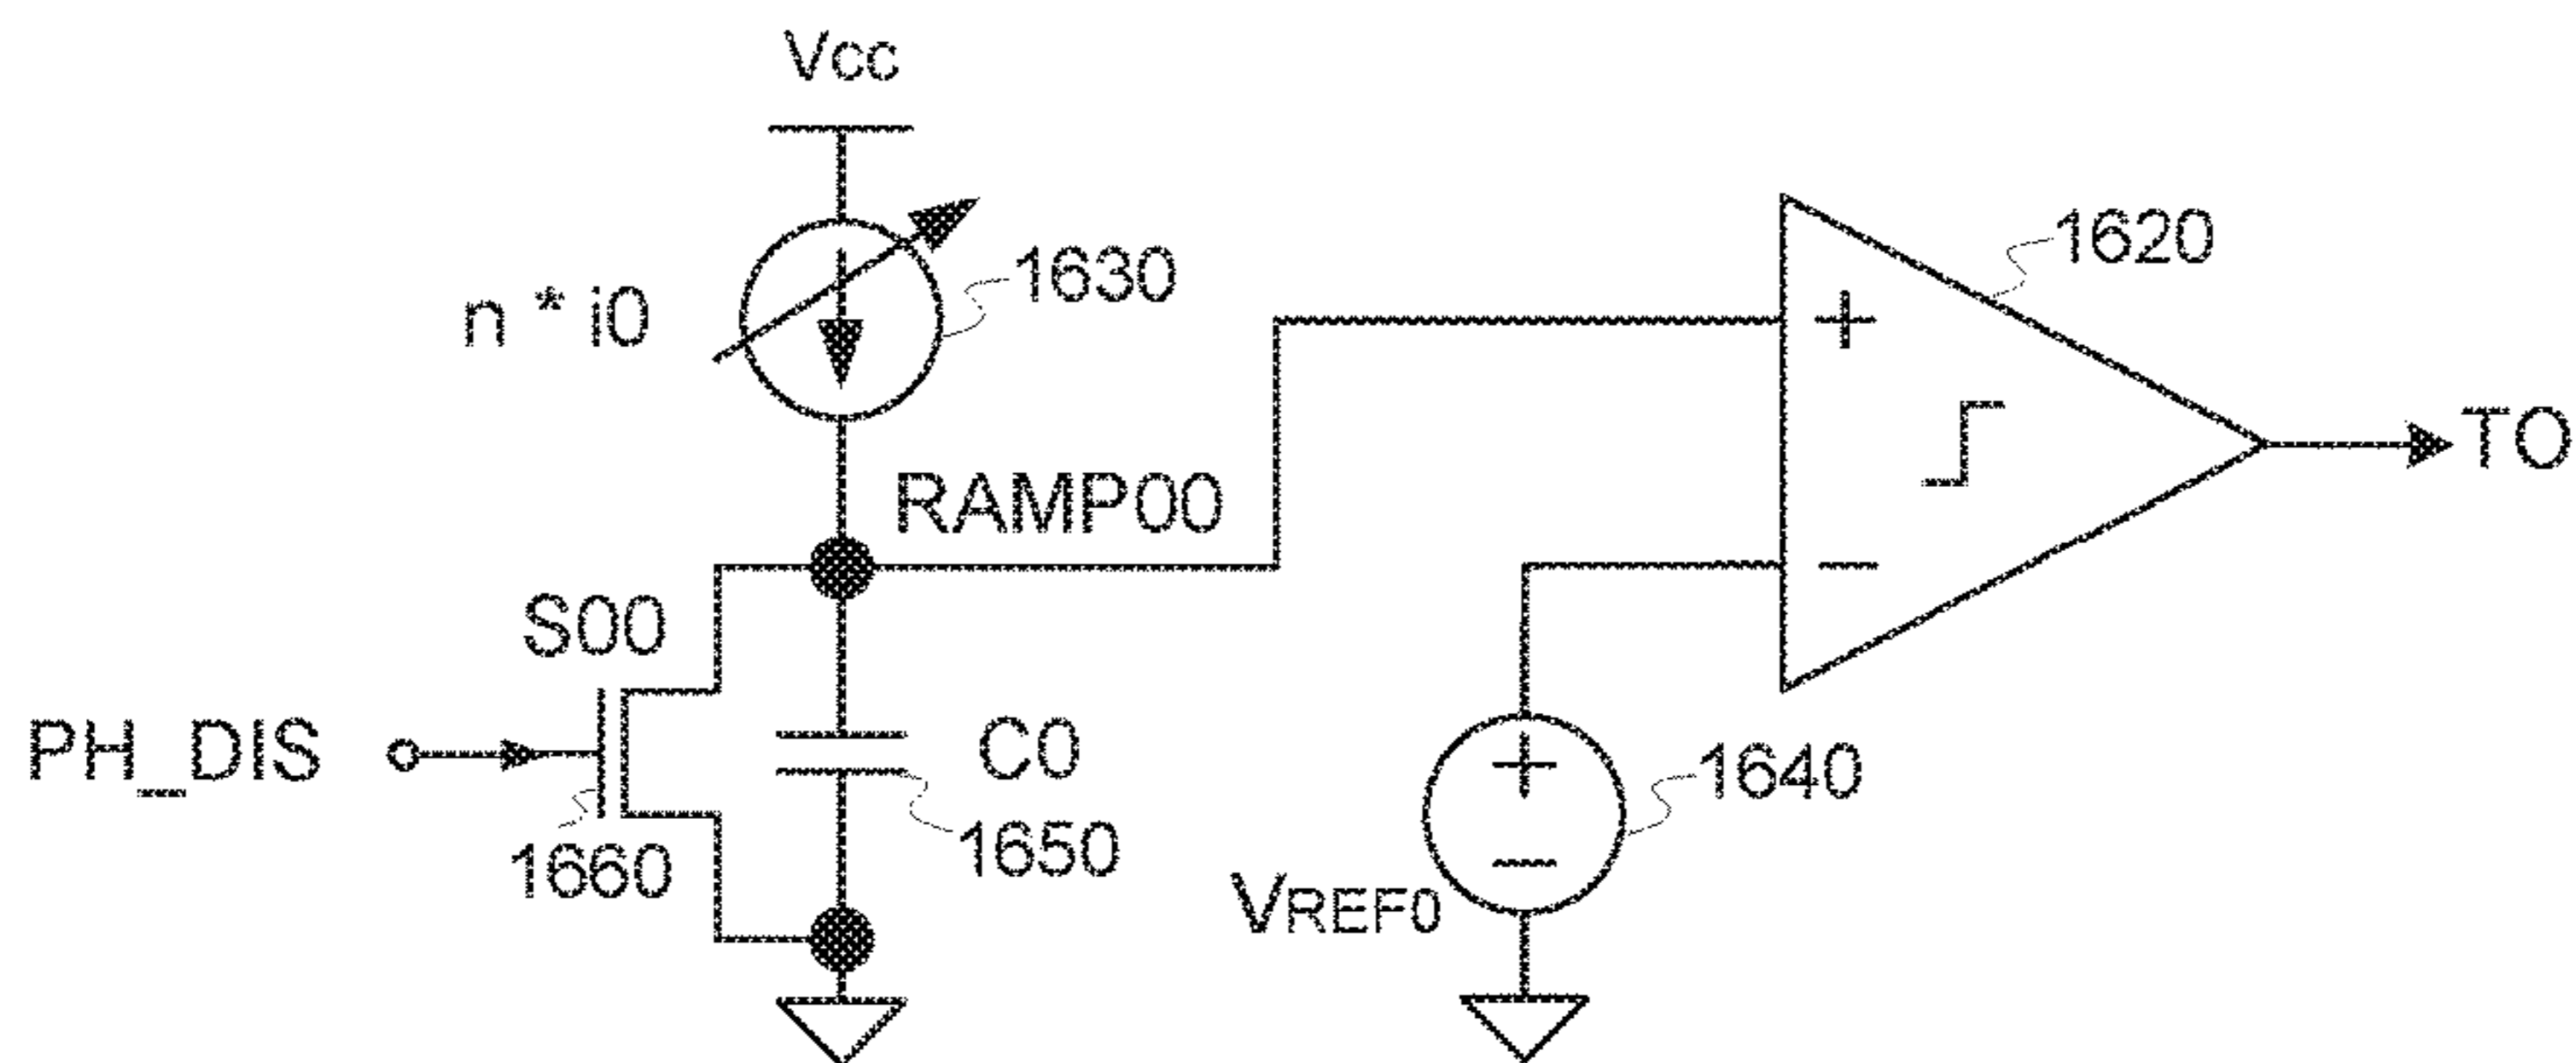 Vcc
1620
1630
n * i0
+
TO
RAMP00
−
S00
PH_DIS
C0
+
1640
1650
1660
−
VREF0